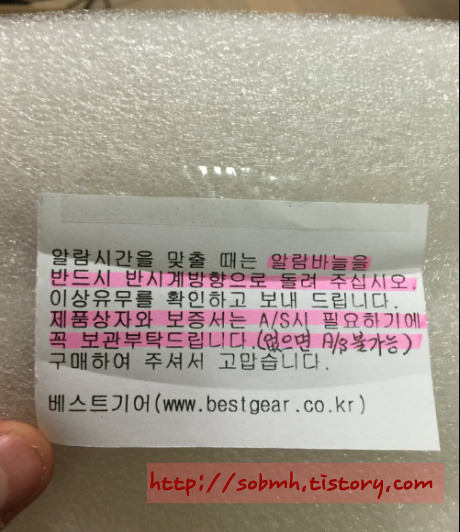 알람시간을 맞출 때는 알람바늘을
반드시 반시계방향으로 돌려 주십시오.
이상유무를 확인하고 보내 드립니다.
제품상자와 보증서는 A/S시 필요하기에
꼭 보관부탁드립니다.(없으면 A/S불가능)
구매하여 주셔서 고맙습니다.
베스트기어(www.bestgear.co.kr)
http://sobmh.tistory.com